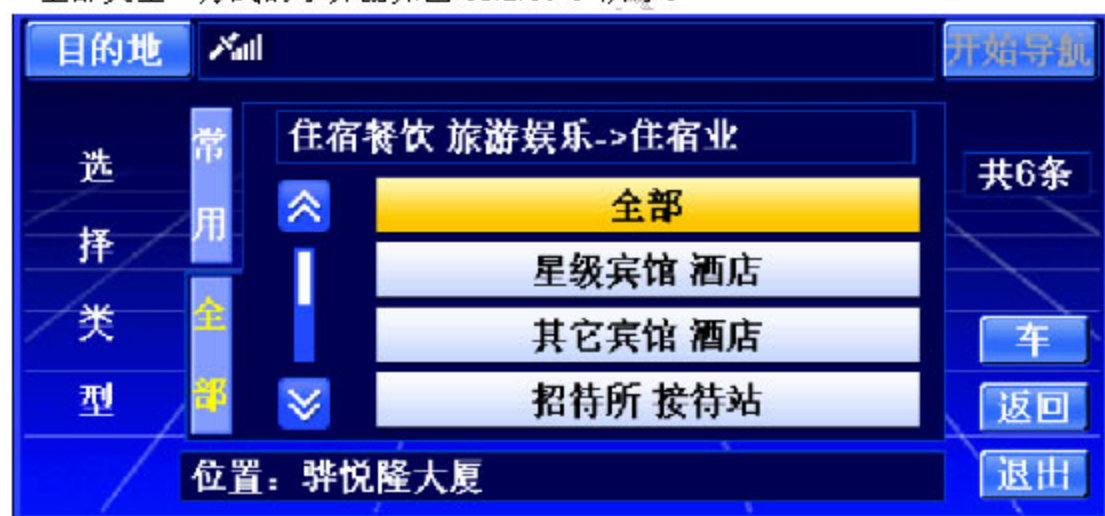 目的地
开始导航
选择类型
常用
全部
住宿餐饮 旅游娱乐->住宿业
共6条
全部
星级宾馆 酒店
其它宾馆 酒店
招待所 接待站
车
返回
位置：骅悦隆大厦
退出